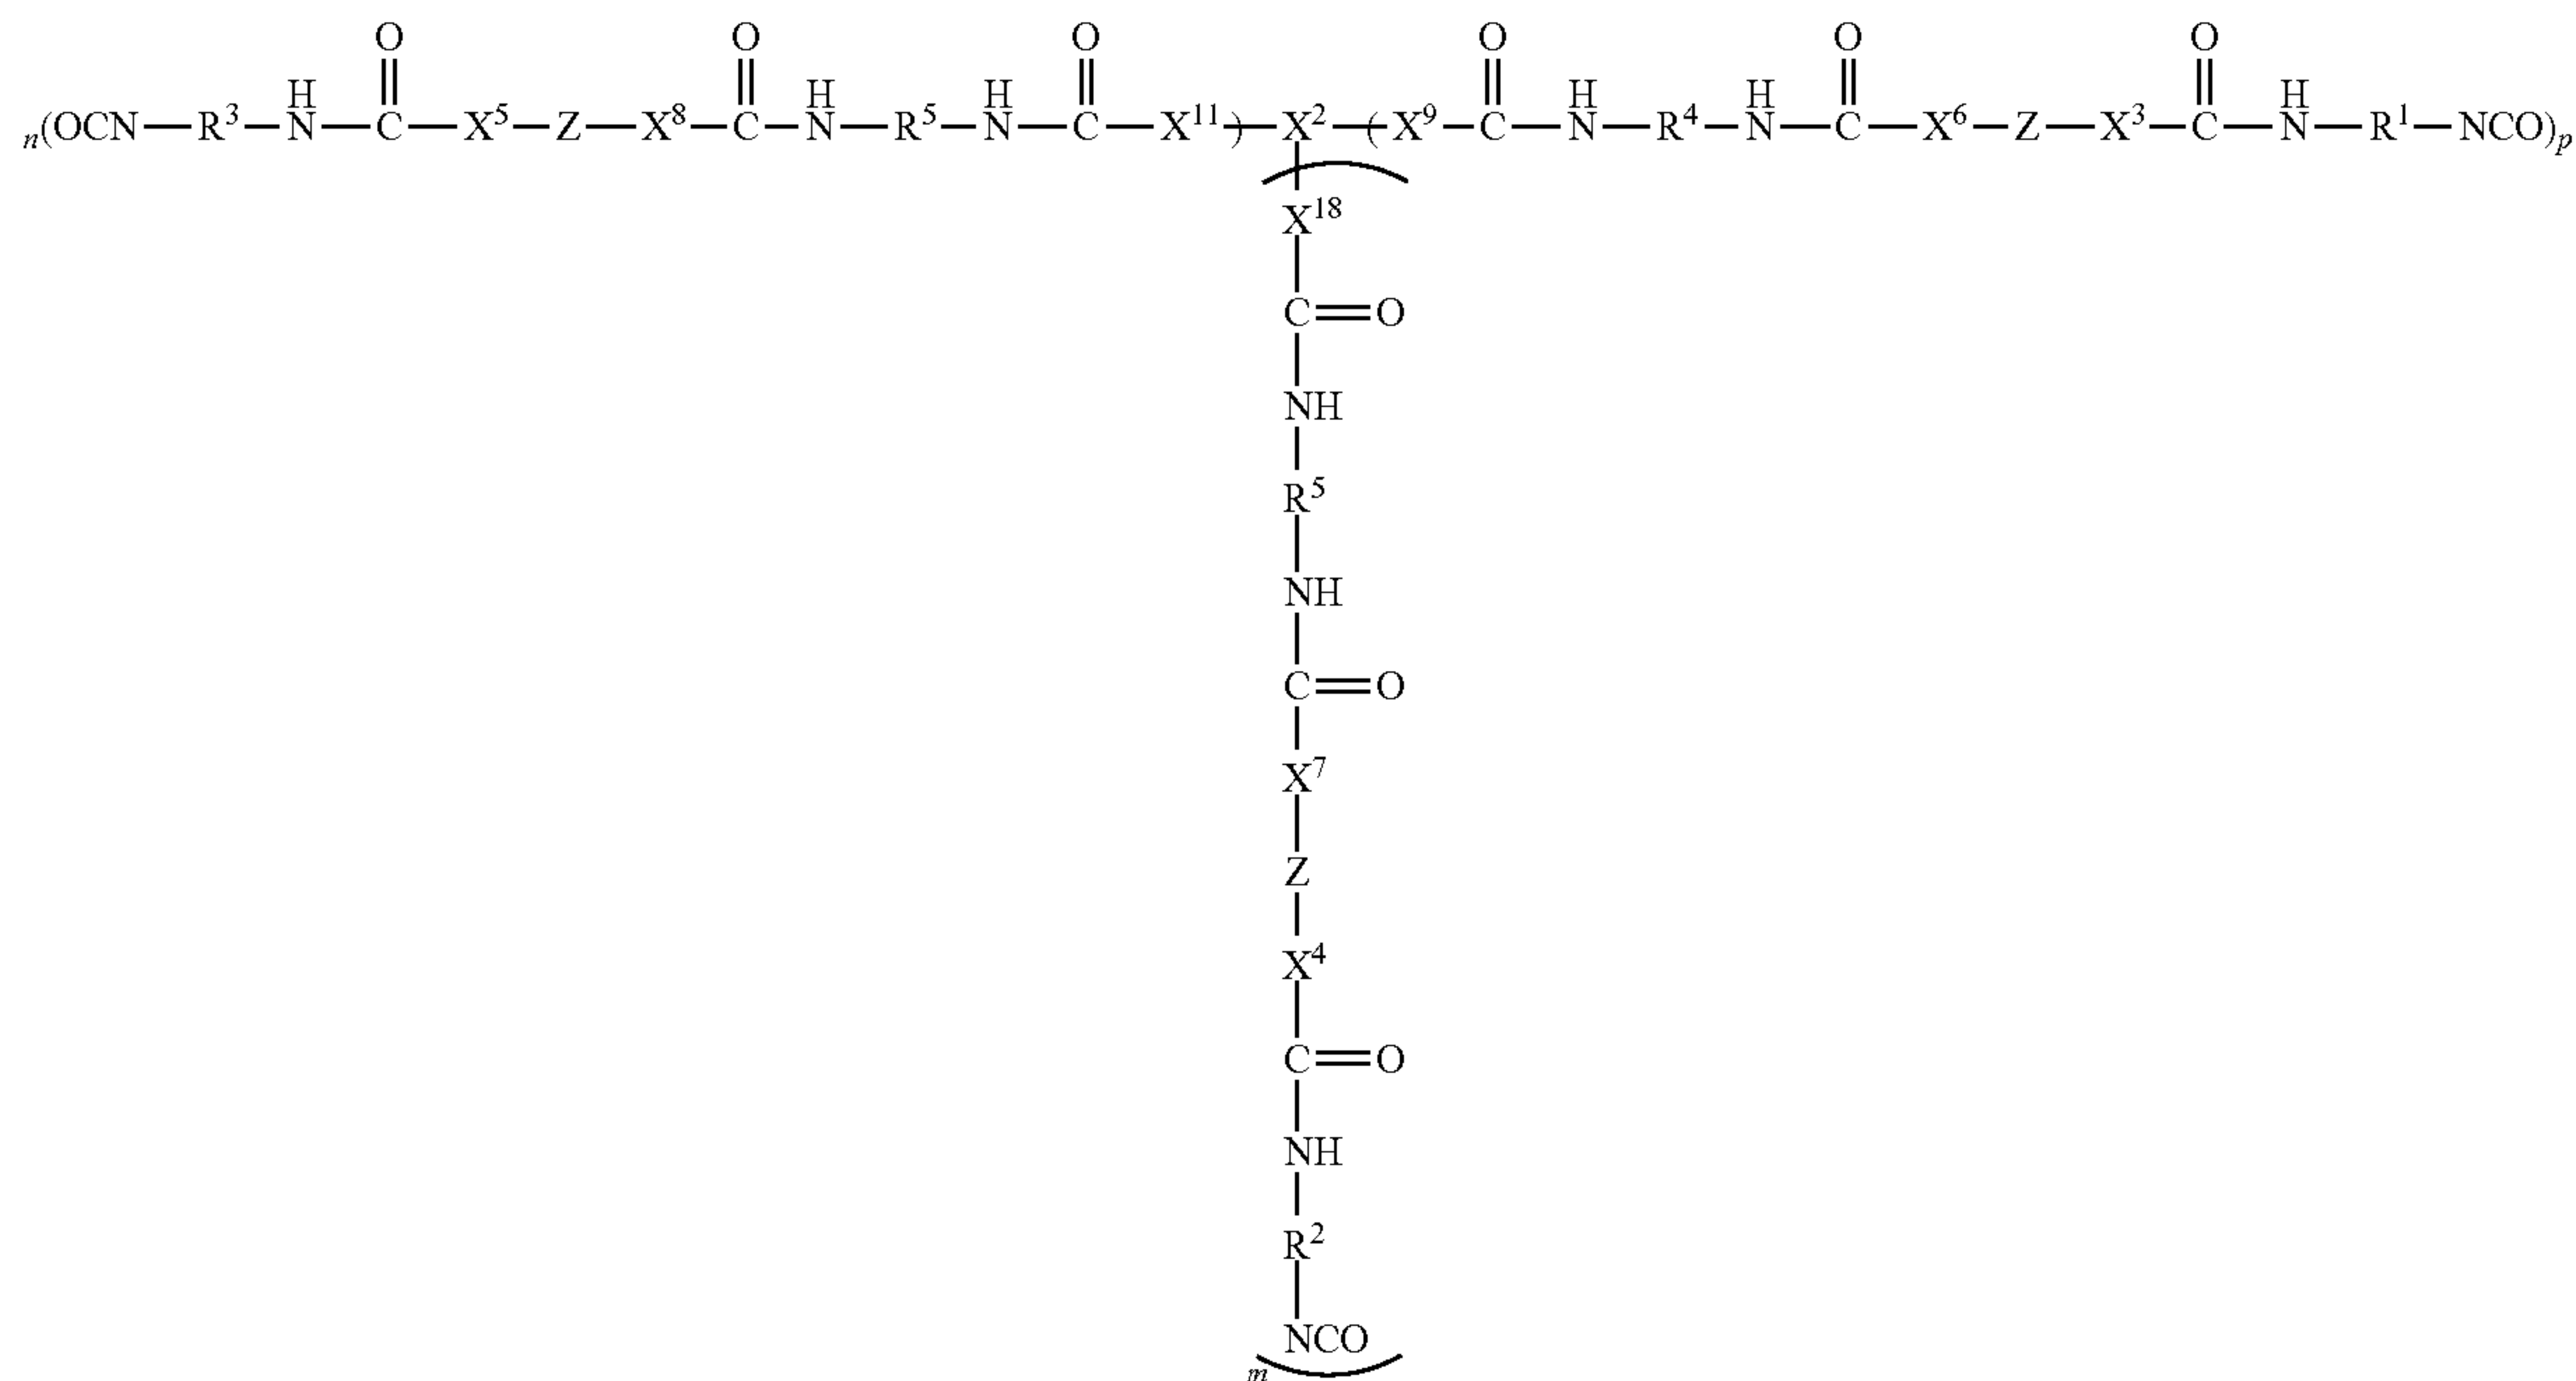 O O O O O O
H H H H H H
n(OCN—R³—N—C—X⁵—Z—X⁸—C—N—R⁵—N—C—X¹¹)—X²—(X⁹—C—N—R⁴—N—C—X⁶—Z—X³—C—N—R¹—NCO)p
X¹⁸
C=O
NH
R⁵
NH
C=O
X⁷
Z
X⁴
C=O
NH
R²
NCO
m